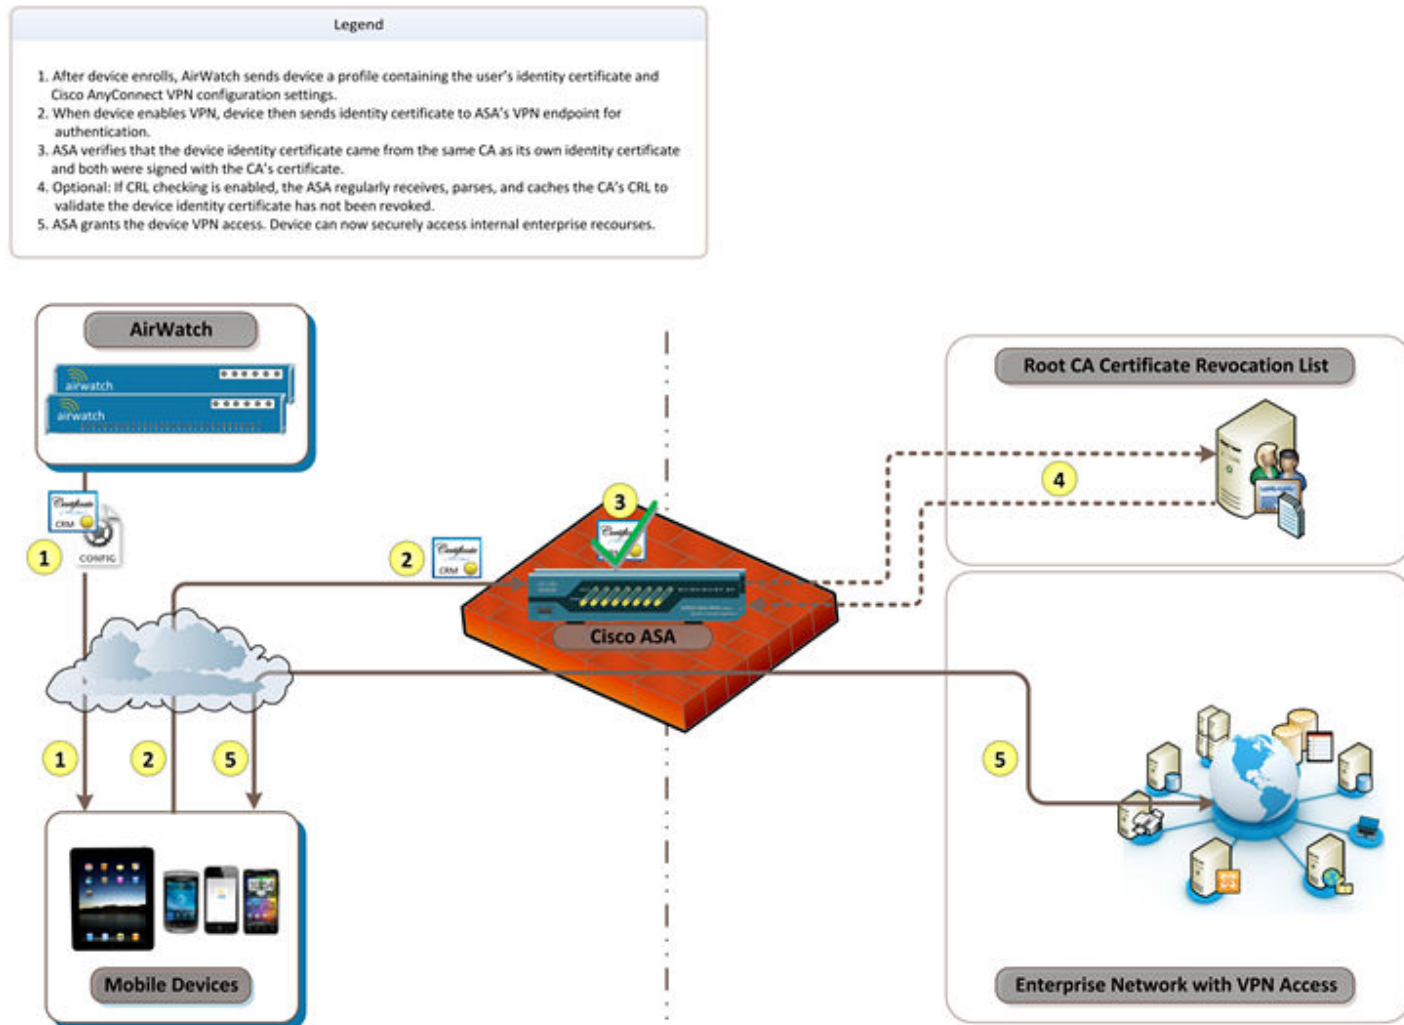 Legend
1. After device enrolls, AirWatch sends device a profile containing the user's identity certificate and
Cisco AnyConnect VPN configuration settings.
2. When device enables VPN, device then sends identity certificate to ASA's VPN endpoint for
authentication.
3. ASA verifies that the device identity certificate came from the same CA as its own identity certificate
and both were signed with the CA's certificate.
4. Optional: If CRL checking is enabled, the ASA regularly receives, parses, and caches the CA's CRL to
validate the device identity certificate has not been revoked.
5. ASA grants the device VPN access. Device can now securely access internal enterprise recourses.
AirWatch
airwatch
airwatch
Root CA Certificate Revocation List
4
Certificate
CRM
1
CONFIG
3
2
Certificate
CRM
Cisco ASA
1
2
5
5
Mobile Devices
Enterprise Network with VPN Access